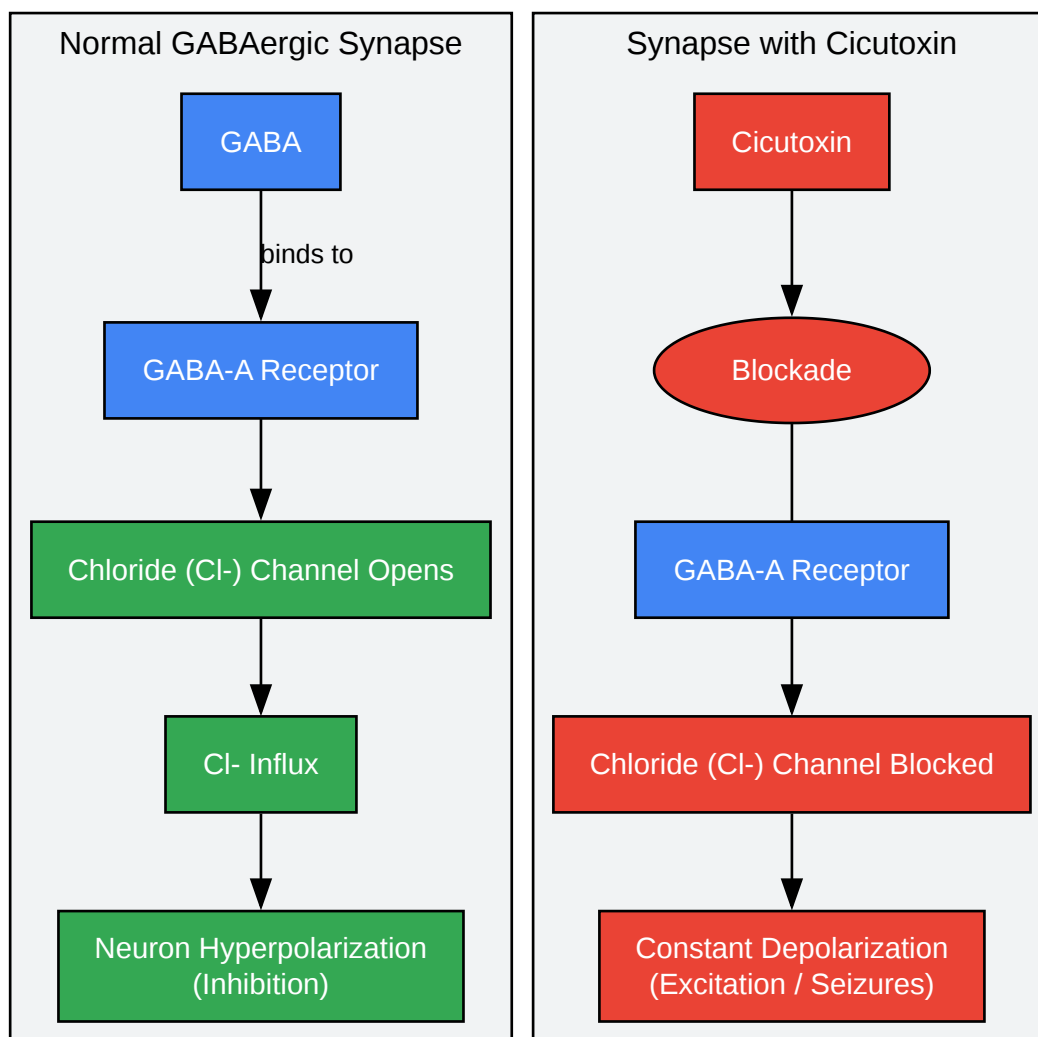 Normal GABAergic Synapse
GABA
binds to
GABA-A Receptor
Chloride (Cl-) Channel Opens
Cl- Influx
Neuron Hyperpolarization
(Inhibition)
Synapse with Cicutoxin
Cicutoxin
Blockade
GABA-A Receptor
Chloride (Cl-) Channel Blocked
Constant Depolarization
(Excitation / Seizures)